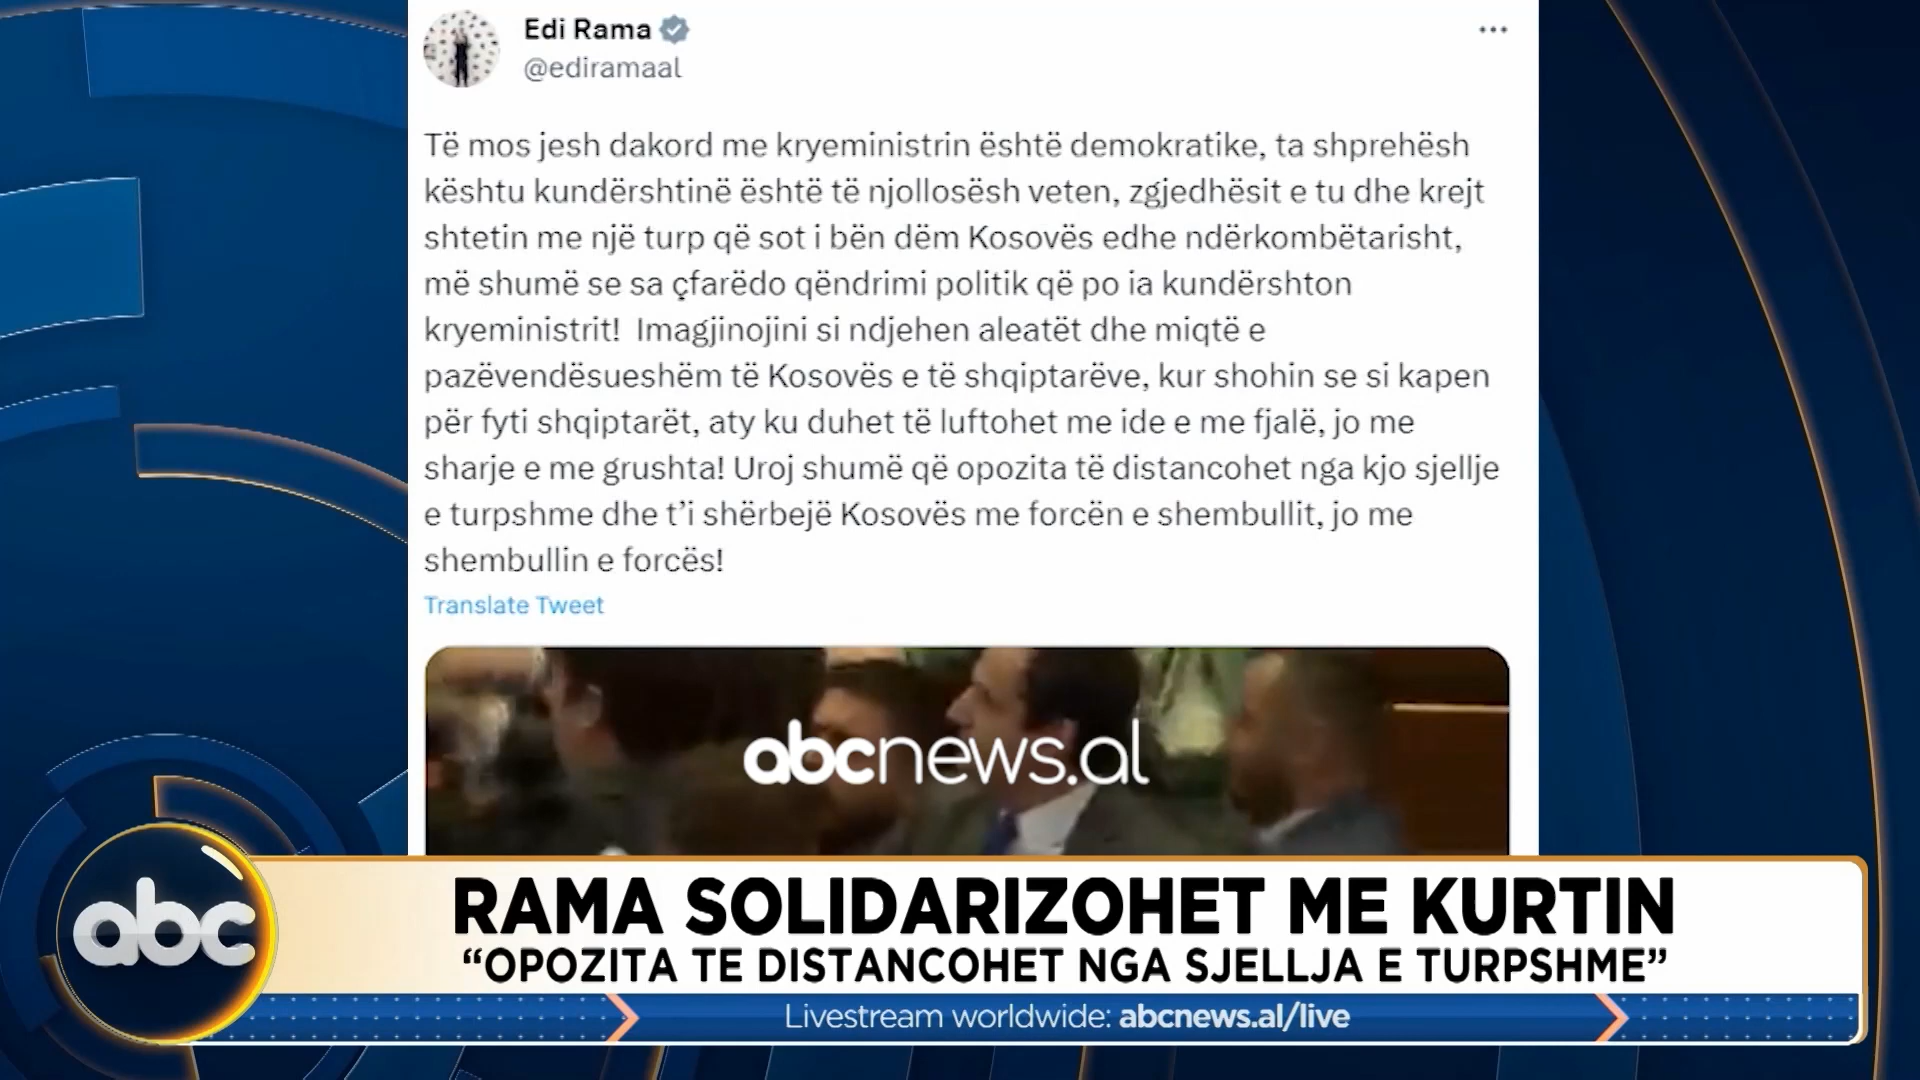 Edi Rama
@ediramaal
Të mos jesh dakord me kryeministrin është demokratike, ta shprehësh
kështu kundërshtinë është të njollosësh veten, zgjedhësit e tu dhe krejt
shtetin me një turp që sot i bën dëm Kosovës edhe ndërkombëtarisht,
më shumë se sa çfarëdo qëndrimi politik që po ia kundërshton
kryeministrit!  Imagjinojini si ndjehen aleatët dhe miqtë e
pazëvendësueshëm të Kosovës e të shqiptarëve, kur shohin se si kapen
për fyti shqiptarët, aty ku duhet të luftohet me ide e me fjalë, jo me
sharje e me grushta! Uroj shumë që opozita të distancohet nga kjo sjellje
e turpshme dhe t’i shërbejë Kosovës me forcën e shembullit, jo me
shembullin e forcës!
Translate Tweet
abcnews.al
abc
RAMA SOLIDARIZOHET ME KURTIN
“OPOZITA TE DISTANCOHET NGA SJELLJA E TURPSHME”
Livestream worldwide: abcnews.al/live